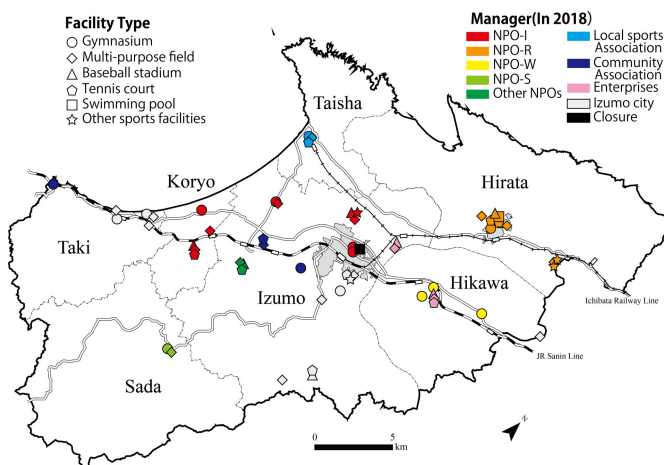 Facility Type
Gymnasium
Multi-purpose field
Baseball stadium
Tennis court
Swimming pool
Other sports facilities
Manager(In 2018)
NPO-I
NPO-R
NPO-W
NPO-S
Other NPOs
Local sports
Association
Community
Association
Enterprises
Izumo city
Closure
Taisha
Koryo
Hirata
Taki
Izumo
Hikawa
Ichibata Railway Line
JR Sanin Line
Sada
N
0 5
km